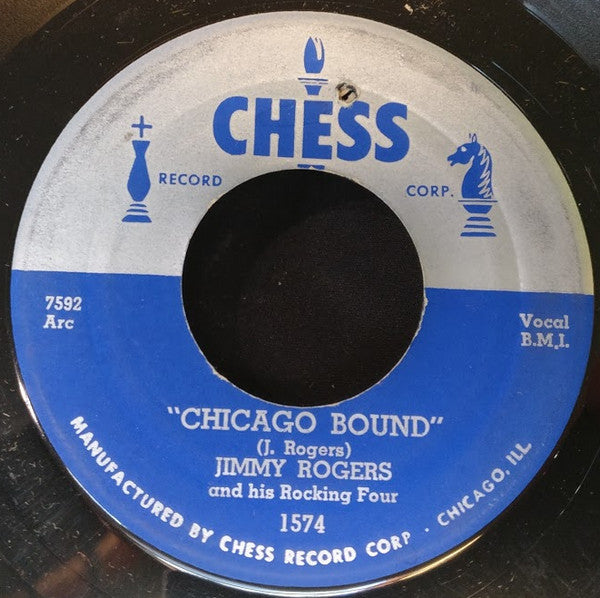 CHESS
RECORD CORP.
7592
Arc
Vocal
B.M.I.
"CHICAGO BOUND"
(J. Rogers)
JIMMY ROGERS
and his Rocking Four
1574
MANUFACTURED BY CHESS RECORD CORP · CHICAGO, ILL.